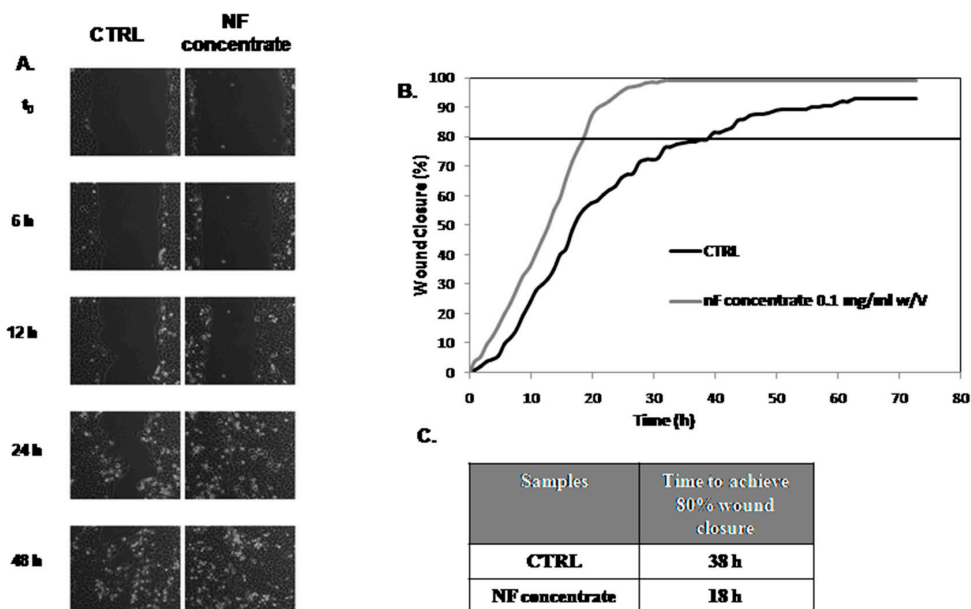 CTRL
NF
concentrate
A.
t0
6 h
12 h
24 h
48 h
B.
100
90
80
70
60
50
40
30
20
10
0
Wound Closure (%)
CTRL
nF concentrate 0.1 mg/ml w/V
0 10 20 30 40 50 60 70 80
Time (h)
C.
Samples
Time to achieve
80% wound
closure
CTRL
38 h
NF concentrate
18 h